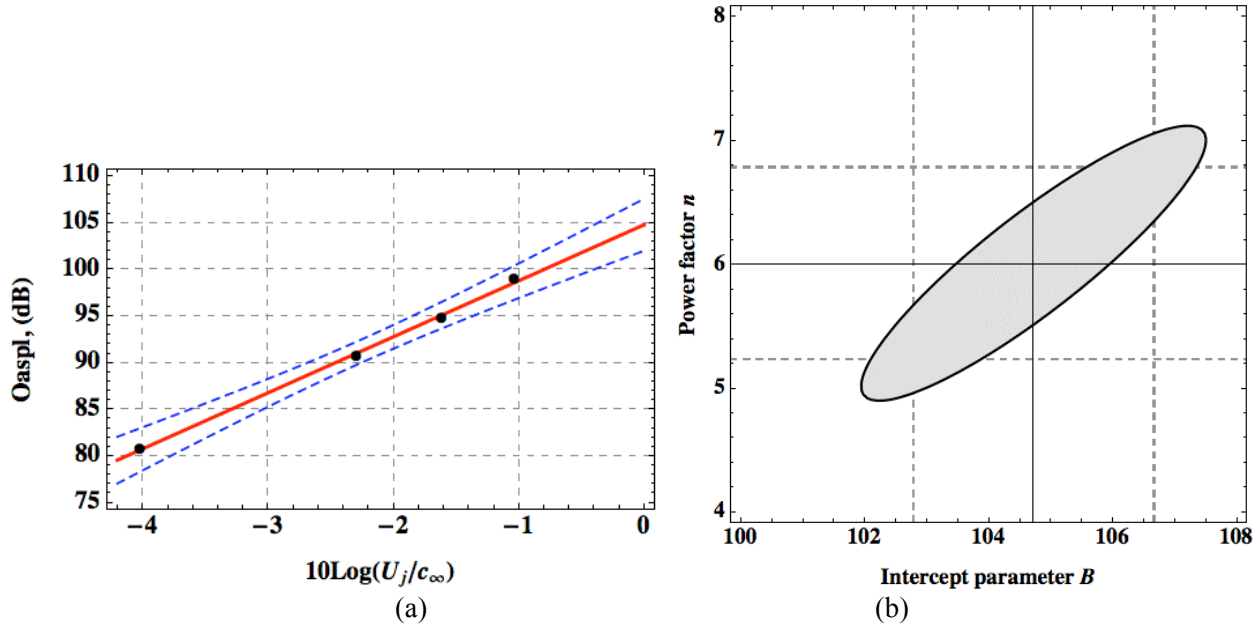 110
105
100
95
90
85
80
75
Oaspl, (dB)
−4 −3 −2 −1 0
10Log(U_j/c_∞)
(a)
8
7
6
5
4
Power factor n
100 102 104 106 108
Intercept parameter B
(b)